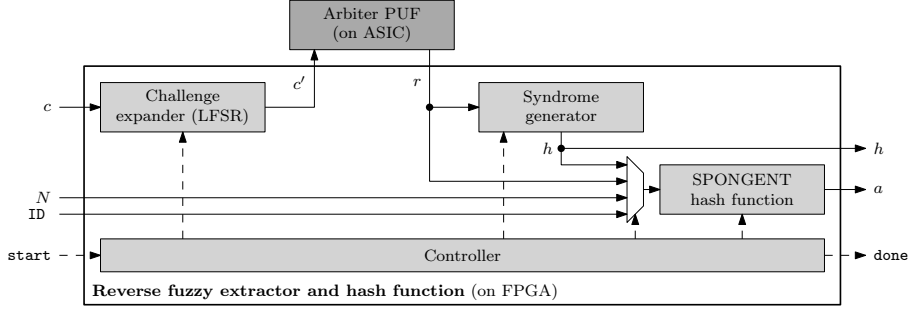 Arbiter PUF
(on ASIC)
c′
r
c
Challenge
expander (LFSR)
Syndrome
generator
h
h
N
ID
SPONGENT
hash function
a
start
Controller
done
Reverse fuzzy extractor and hash function (on FPGA)